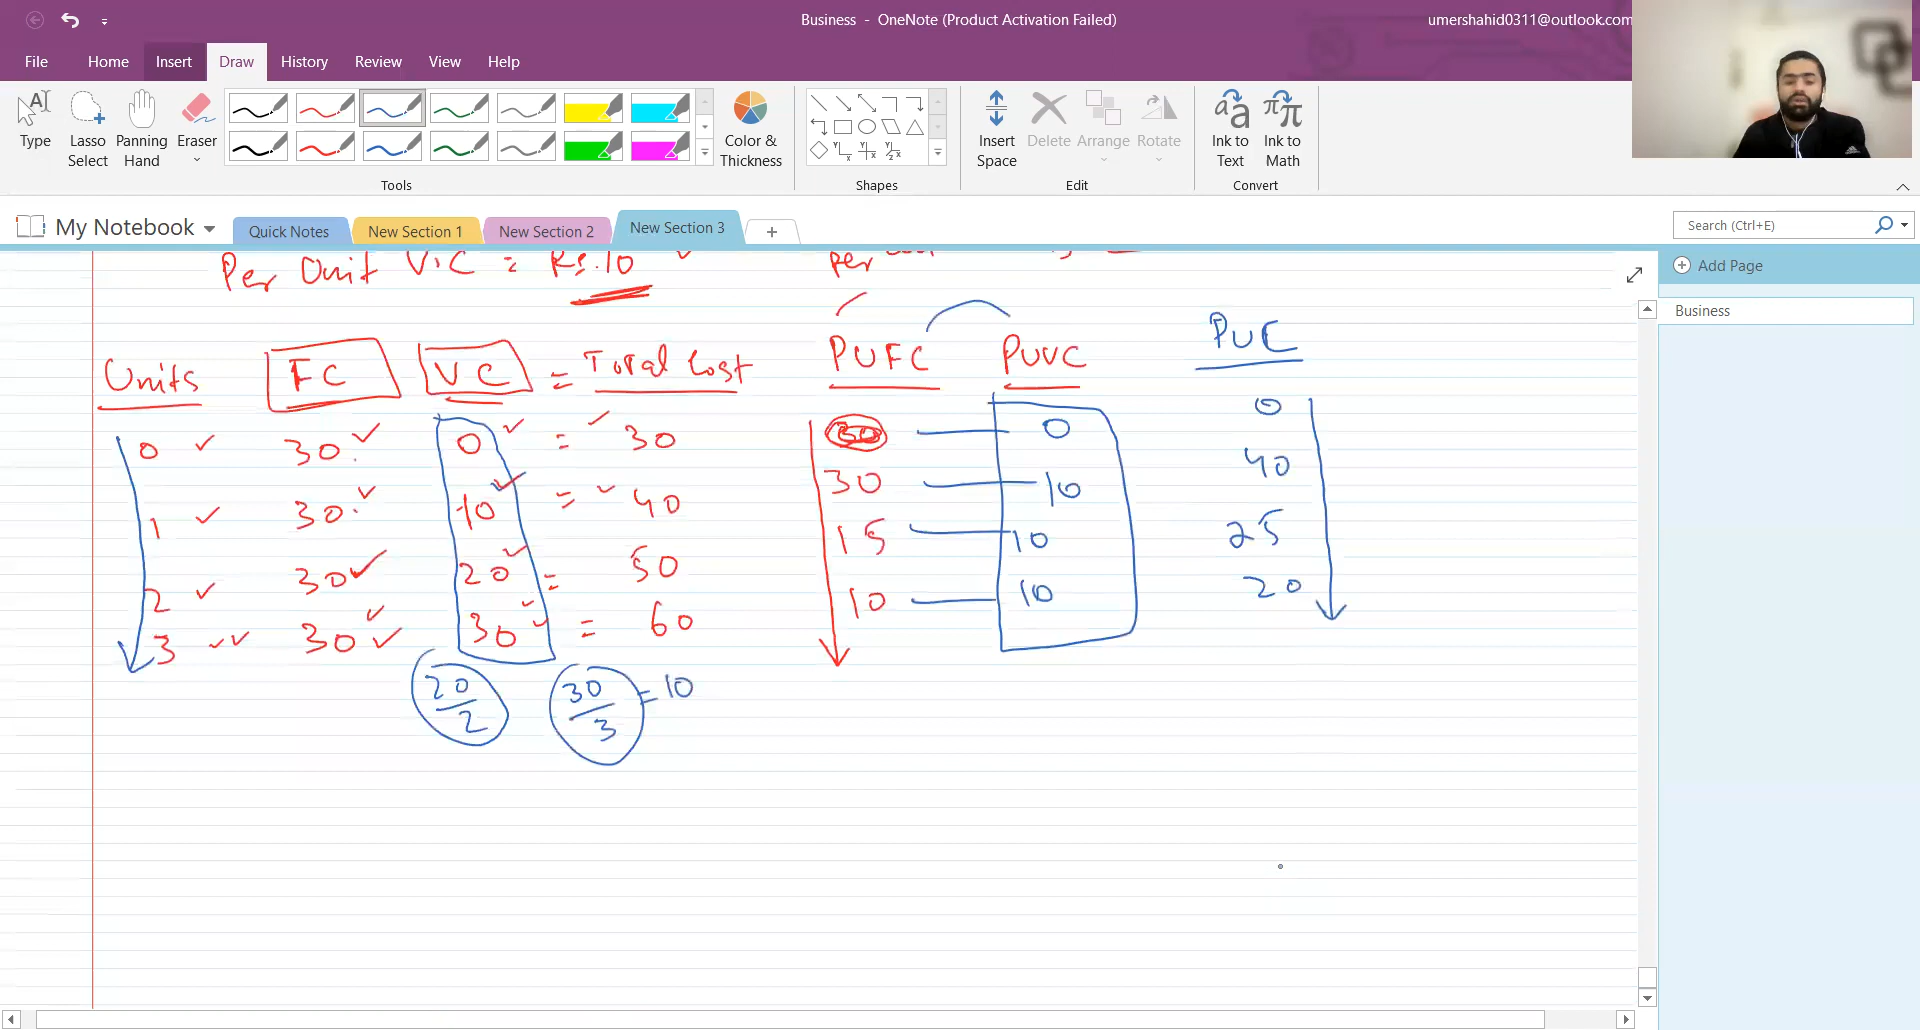 Business - OneNote (Product Activation Failed)
umershahid0311@outlook.com
File Home Insert Draw History Review View Help
Type
Lasso Select
Panning Hand
Eraser
Color & Thickness
Insert Space
Delete
Arrange
Rotate
Ink to Text
Ink to Math
Tools
Shapes
Edit
Convert
My Notebook
Quick Notes
New Section 1
New Section 2
New Section 3
Search (Ctrl+E)
Add Page
Business
Per Unit V.C = Rs.10
per
Units FC VC = Total Cost PUFC PUVC PUC
0 30 0 = 30 30 0 0
1 30 10 = 40 30 10 40
2 30 20 = 50 15 10 25
3 30 30 = 60 10 10 20
20/2 30/3 = 10